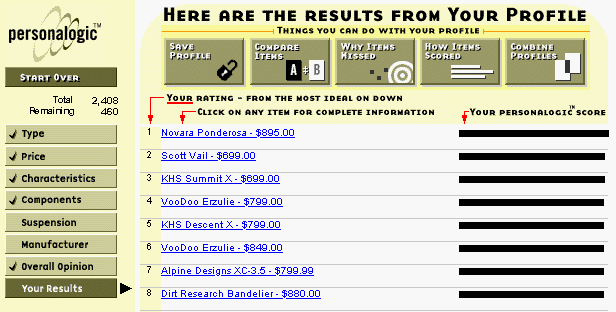 personalogic™
START OVER
Total 2,408
Remaining 460
Type
Price
Characteristics
Components
Suspension
Manufacturer
Overall Opinion
Your Results
HERE ARE THE RESULTS FROM YOUR PROFILE
THINGS YOU CAN DO WITH YOUR PROFILE
SAVE PROFILE
COMPARE ITEMS
A≠B
WHY ITEMS MISSED
HOW ITEMS SCORED
COMBINE PROFILES
YOUR RATING – FROM THE MOST IDEAL ON DOWN
CLICK ON ANY ITEM FOR COMPLETE INFORMATION
YOUR PERSONALOGIC™ SCORE
1 Novara Ponderosa - $895.00
2 Scott Vail - $699.00
3 KHS Summit X - $699.00
4 VooDoo Erzulie - $799.00
5 KHS Descent X - $799.00
6 VooDoo Erzulie - $849.00
7 Alpine Designs XC-3.5 - $799.99
8 Dirt Research Bandelier - $880.00